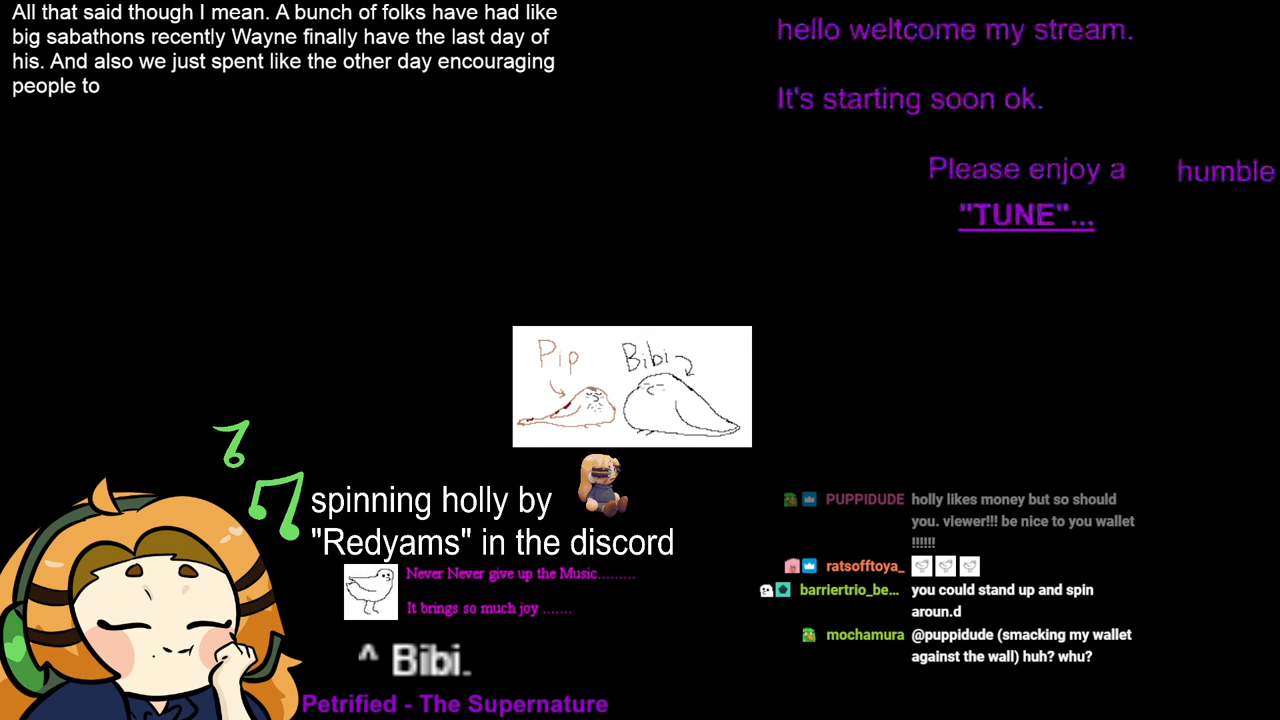 All that said though I mean. A bunch of folks have had like
big sabathons recently Wayne finally have the last day of
his. And also we just spent like the other day encouraging
people to
hello weltcome my stream.
It's starting soon ok.
Please enjoy a humble
"TUNE"...
Pip
Bibi
spinning holly by
"Redyams" in the discord
Never Never give up the Music.........
It brings so much joy .......
^ Bibi.
Petrified - The Supernature
PUPPIDUDE holly likes money but so should
you. viewer!!! be nice to you wallet
!!!!!!
ratsofftoya_
barriertrio_be... you could stand up and spin
aroun.d
mochamura @puppidude (smacking my wallet
against the wall) huh? whu?